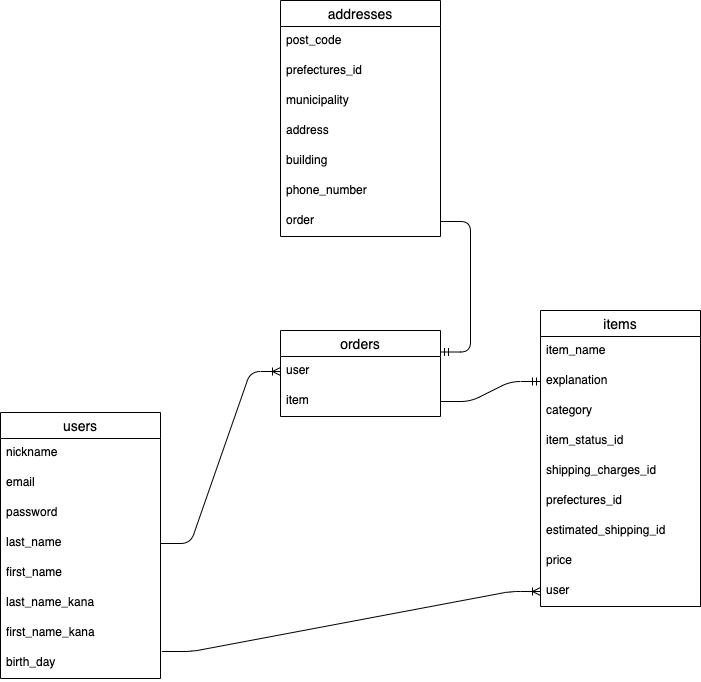 addresses
post_code
prefectures_id
municipality
address
building
phone_number
order
orders
user
item
items
item_name
explanation
category
item_status_id
shipping_charges_id
prefectures_id
estimated_shipping_id
price
user
users
nickname
email
password
last_name
first_name
last_name_kana
first_name_kana
birth_day